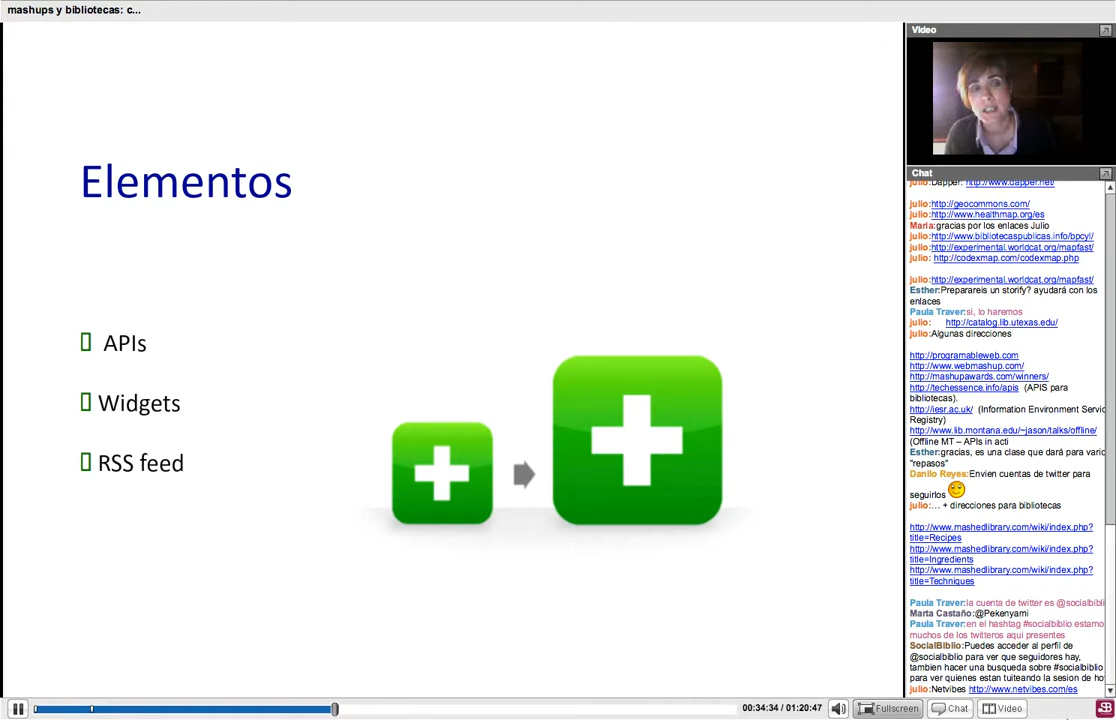 mashups y bibliotecas: c...
Elementos
APIs
Widgets
RSS feed
Video
Chat
julio:Dapper: http://www.dapper.net/
julio:http://geocommons.com/
julio:http://www.healthmap.org/es
Maria:gracias por los enlaces Julio
julio:http://www.bibliotecaspublicas.info/bpcyl/
julio:http://experimental.worldcat.org/mapfast/
julio: http://codexmap.com/codexmap.php
julio:http://experimental.worldcat.org/mapfast/
Esther:Preparareis un storify? ayudará con los
enlaces
Paula Traver:si, lo haremos
julio: http://catalog.lib.utexas.edu/
julio:Algunas direcciones
http://programableweb.com
http://www.webmashup.com/
http://mashupawards.com/winners/
http://techessence.info/apis (APIS para
bibliotecas).
http://iesr.ac.uk/ (Information Environment Servic
Registry)
http://www.lib.montana.edu/~jason/talks/offline/
(Offline MT – APIs in acti
Esther:gracias, es una clase que dará para varic
"repasos"
Danilo Reyes:Envien cuentas de twitter para
seguirlos
julio:... + direcciones para bibliotecas
http://www.mashedlibrary.com/wiki/index.php?
title=Recipes
http://www.mashedlibrary.com/wiki/index.php?
title=Ingredients
http://www.mashedlibrary.com/wiki/index.php?
title=Techniques
Paula Traver:la cuenta de twitter es @socialbibli
Marta Castaño:@Pekenyami
Paula Traver:en el hashtag #socialbiblio estamo
muchos de los twitteros aqui presentes
SocialBiblio:Puedes acceder al perfil de
@socialbiblio para ver que seguidores hay,
tambien hacer una busqueda sobre #socialbiblio
para ver quienes estan tuiteando la sesion de ho
julio:Netvibes http://www.netvibes.com/es
00:34:34 / 01:20:47
Fullscreen
Chat
Video
SB